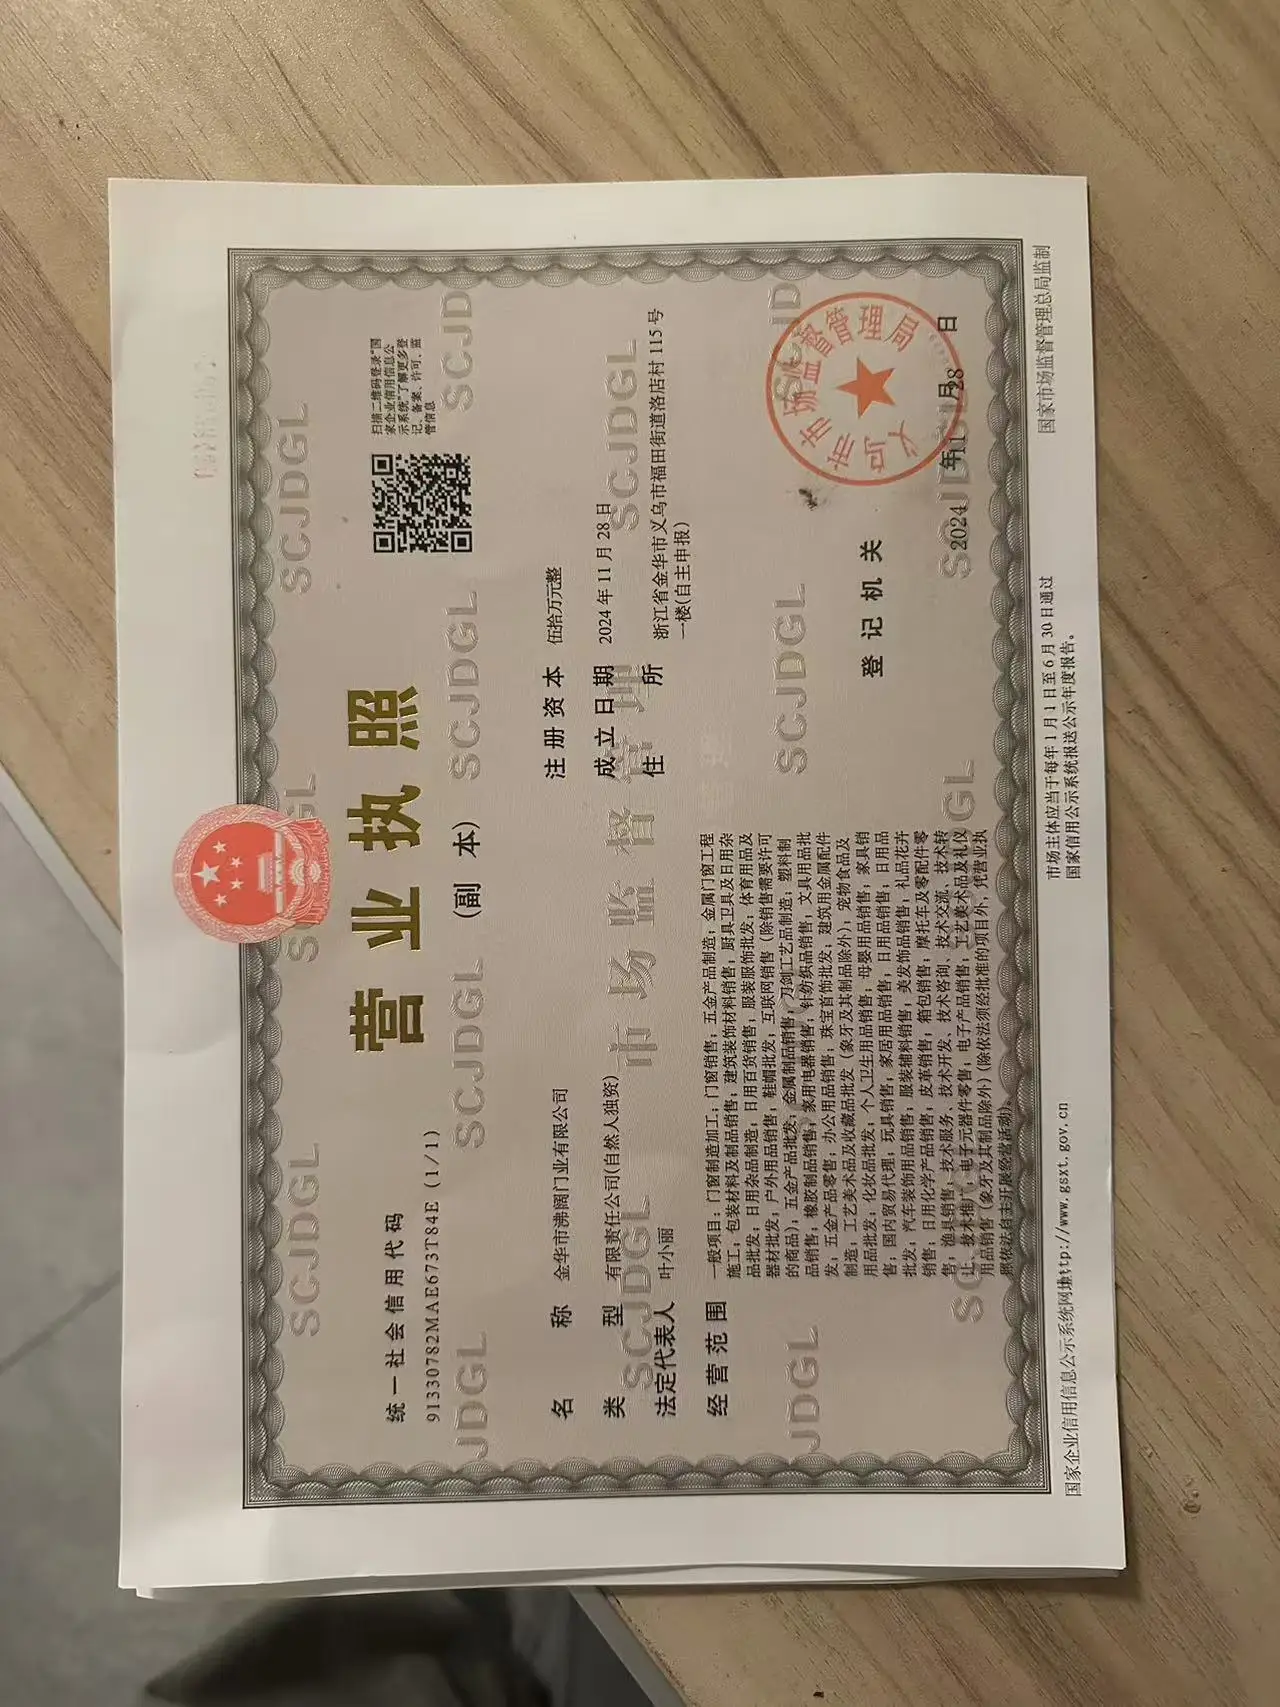 营业执照
(副 本)
统一社会信用代码
91330782MAE673T84E (1/1)
扫描二维码登录“国
家企业信用信息公
示系统”了解更多登
记、备案、许可、监
管信息
名 称 金华市沸阔门业有限公司
类 型 有限责任公司(自然人独资)
法定代表人 叶小丽
经营范围 一般项目：门窗制造加工；门窗销售；五金产品制造；金属门窗工程
施工；包装材料及制品销售；建筑装饰材料销售；厨具卫具及日用杂
品批发；日用杂品制造；日用百货销售；服装服饰批发；体育用品及
器材批发；户外用品销售；鞋帽批发；互联网销售（除销售需要许可
的商品）；五金产品批发；金属制品销售；刀剑工艺品制造；塑料制
品销售；橡胶制品销售；家用电器销售；针纺织品销售；文具用品批
发；五金产品零售；办公用品销售；珠宝首饰批发；建筑用金属配件
制造；工艺美术品及收藏品批发（象牙及其制品除外）；宠物食品及
用品批发；化妆品批发；个人卫生用品销售；母婴用品销售；家具销
售；国内贸易代理；玩具销售；家居用品销售；日用品销售；日用品
批发；汽车装饰用品销售；服装辅料销售；美发饰品销售；礼品花卉
销售；日用化学产品销售；皮革销售；箱包销售；摩托车及零配件零
售；渔具销售；技术服务、技术开发、技术咨询、技术交流、技术转
让、技术推广；电子元器件零售；电子产品销售；工艺美术品及礼仪
用品销售（象牙及其制品除外）(除依法须经批准的项目外，凭营业执
照依法自主开展经营活动)。
注册资本 伍拾万元整
成立日期 2024年11月28日
住 所 浙江省金华市义乌市福田街道洛店村115号
一楼(自主申报)
登记机关
2024年11月28日
国家企业信用信息公示系统网址http://www.gsxt.gov.cn
市场主体应当于每年1月1日至6月30日通过
国家信用公示系统报送公示年度报告。
国家市场监督管理总局监制